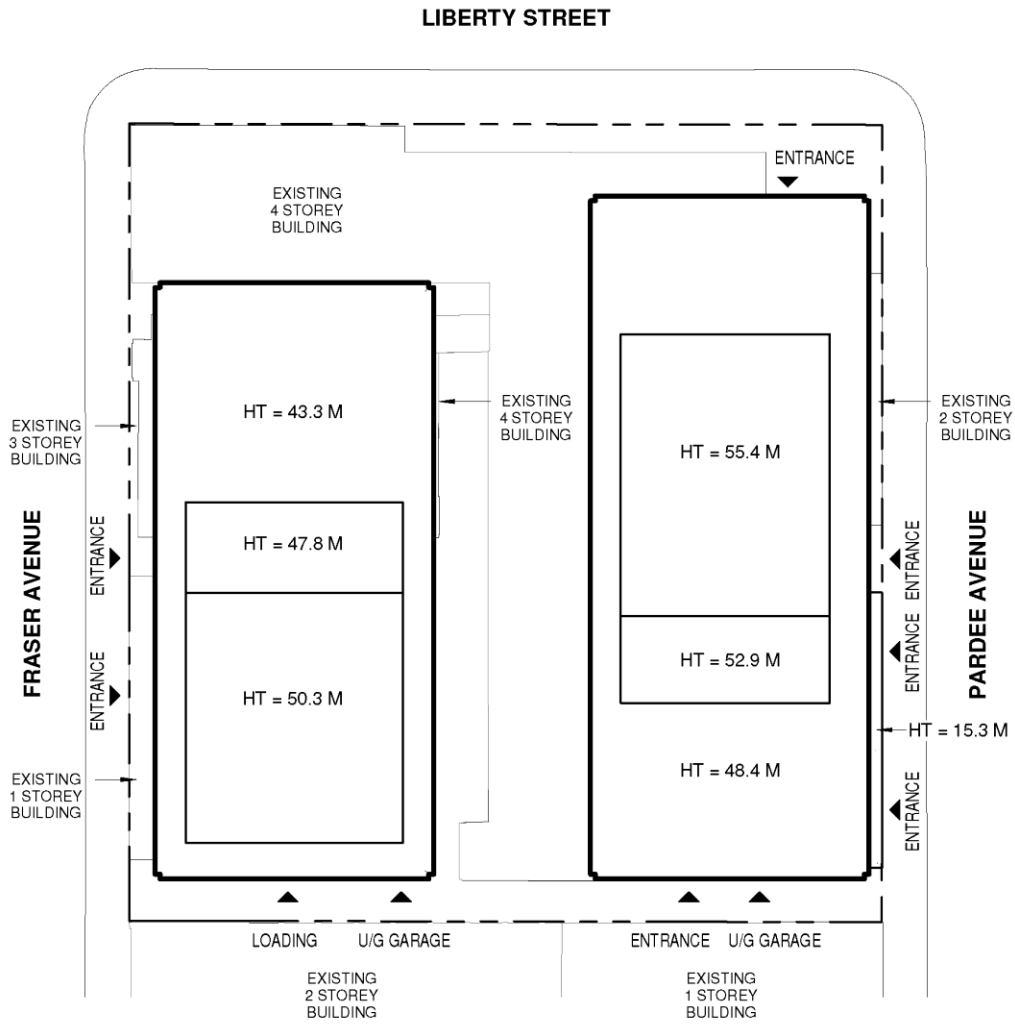 LIBERTY STREET
ENTRANCE
EXISTING
4 STOREY
BUILDING
HT = 43.3 M
EXISTING
3 STOREY
BUILDING
EXISTING
4 STOREY
BUILDING
HT = 55.4 M
EXISTING
2 STOREY
BUILDING
FRASER AVENUE
ENTRANCE
HT = 47.8 M
ENTRANCE
PARDEE AVENUE
ENTRANCE
HT = 50.3 M
HT = 52.9 M
ENTRANCE
HT = 15.3 M
EXISTING
1 STOREY
BUILDING
HT = 48.4 M
ENTRANCE
LOADING
U/G GARAGE
ENTRANCE
U/G GARAGE
EXISTING
2 STOREY
BUILDING
EXISTING
1 STOREY
BUILDING